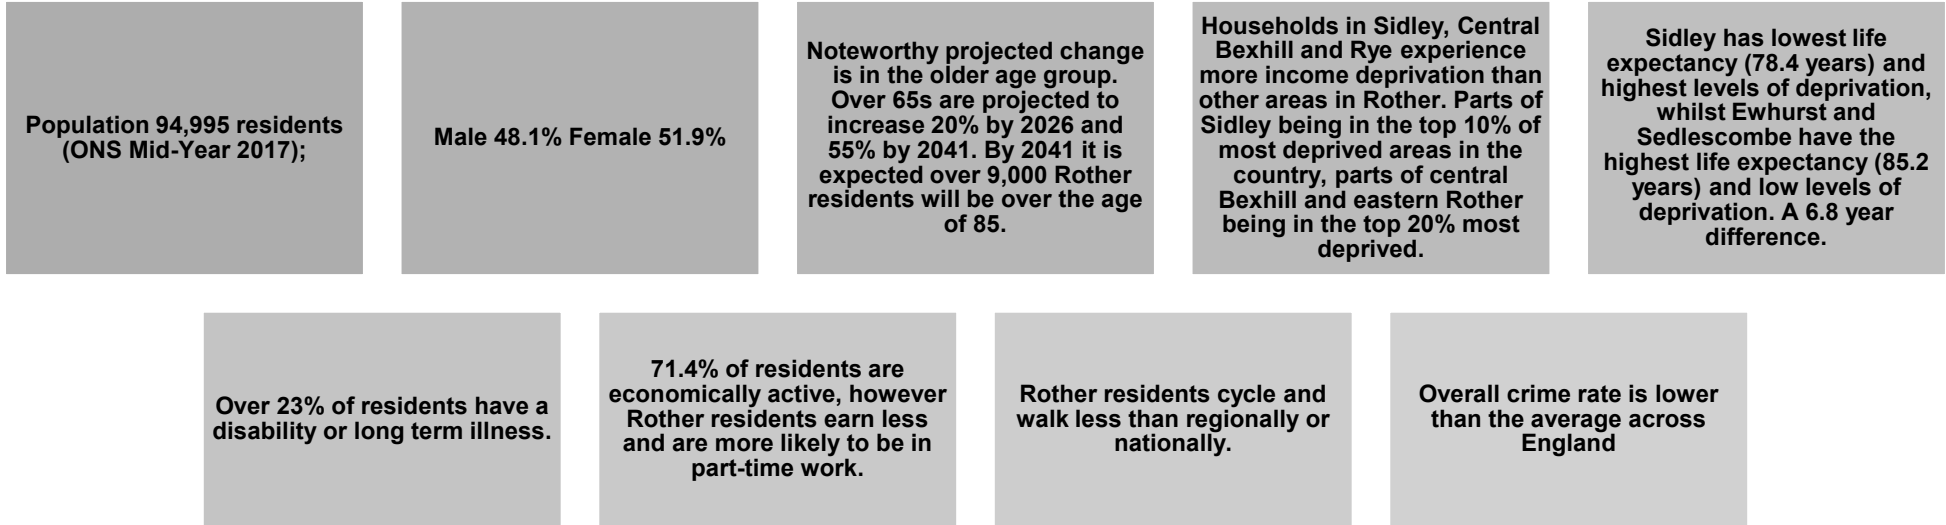 Population 94,995 residents
(ONS Mid-Year 2017);
Male 48.1% Female 51.9%
Noteworthy projected change
is in the older age group.
Over 65s are projected to
increase 20% by 2026 and
55% by 2041. By 2041 it is
expected over 9,000 Rother
residents will be over the age
of 85.
Households in Sidley, Central
Bexhill and Rye experience
more income deprivation than
other areas in Rother. Parts of
Sidley being in the top 10% of
most deprived areas in the
country, parts of central
Bexhill and eastern Rother
being in the top 20% most
deprived.
Sidley has lowest life
expectancy (78.4 years) and
highest levels of deprivation,
whilst Ewhurst and
Sedlescombe have the
highest life expectancy (85.2
years) and low levels of
deprivation. A 6.8 year
difference.
Over 23% of residents have a
disability or long term illness.
71.4% of residents are
economically active, however
Rother residents earn less
and are more likely to be in
part-time work.
Rother residents cycle and
walk less than regionally or
nationally.
Overall crime rate is lower
than the average across
England